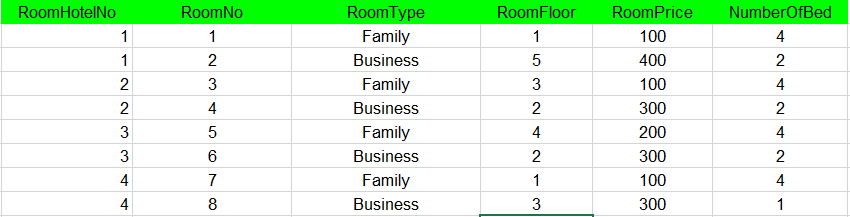 RoomHotelNo RoomNo RoomType RoomFloor RoomPrice NumberOfBed
1 1 Family 1 100 4
1 2 Business 5 400 2
2 3 Family 3 100 4
2 4 Business 2 300 2
3 5 Family 4 200 4
3 6 Business 2 300 2
4 7 Family 1 100 4
4 8 Business 3 300 1